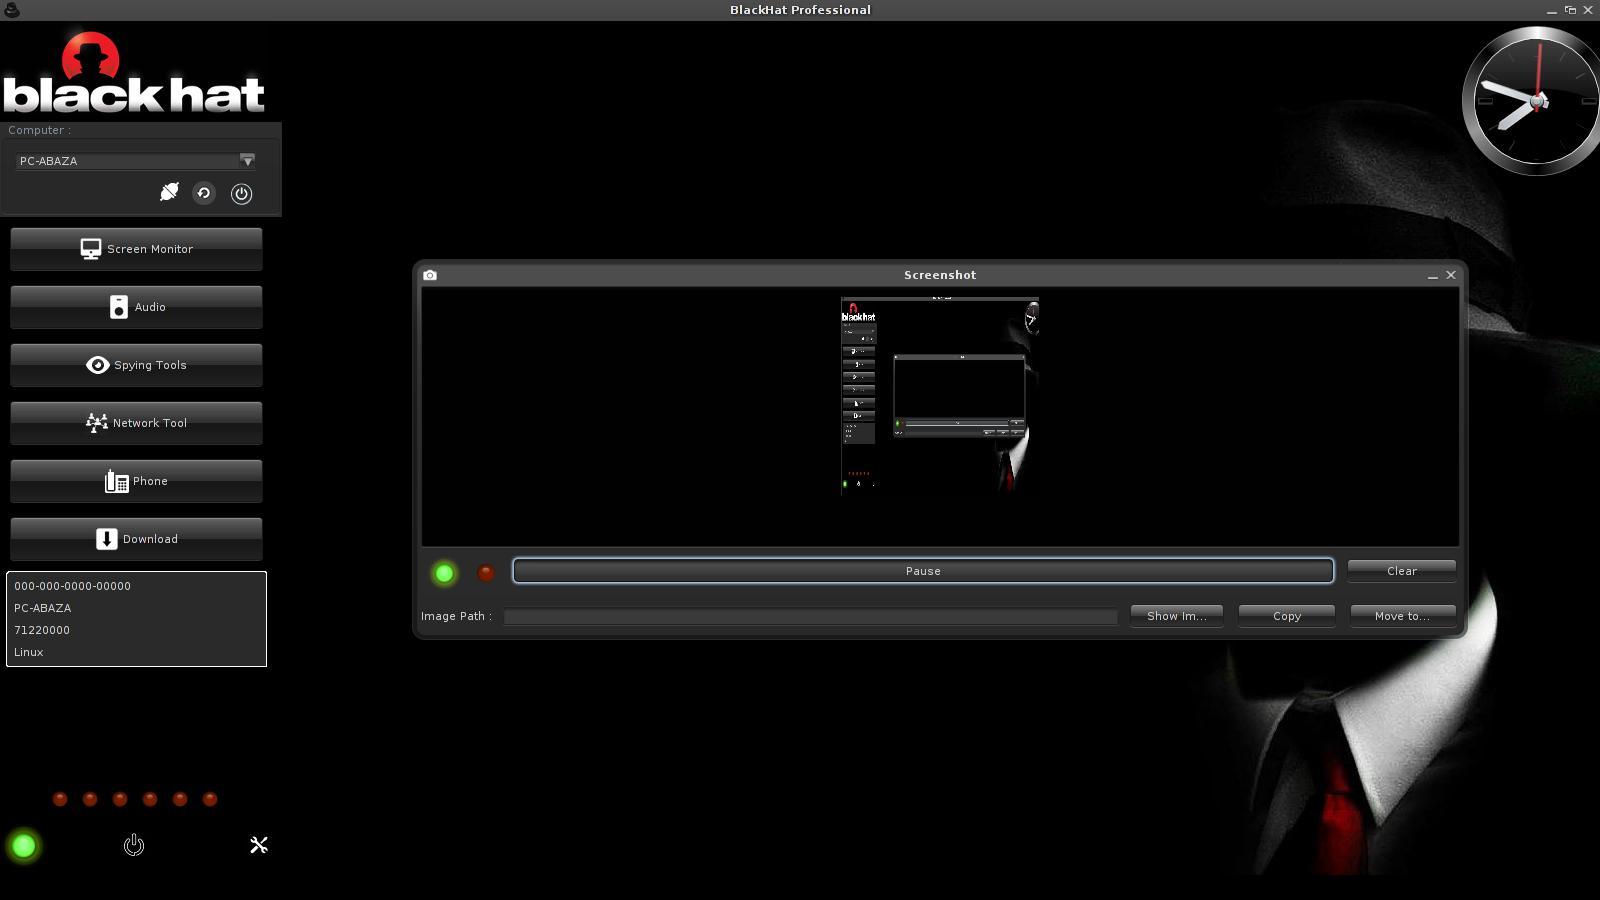 BlackHat Professional
black hat
Computer :
PC-ABAZA
Screen Monitor
Audio
Spying Tools
Network Tool
Phone
Download
000-000-0000-00000
PC-ABAZA
71220000
Linux
Screenshot
blackhat
Pause
Clear
Image Path :
Show Im...
Copy
Move to...